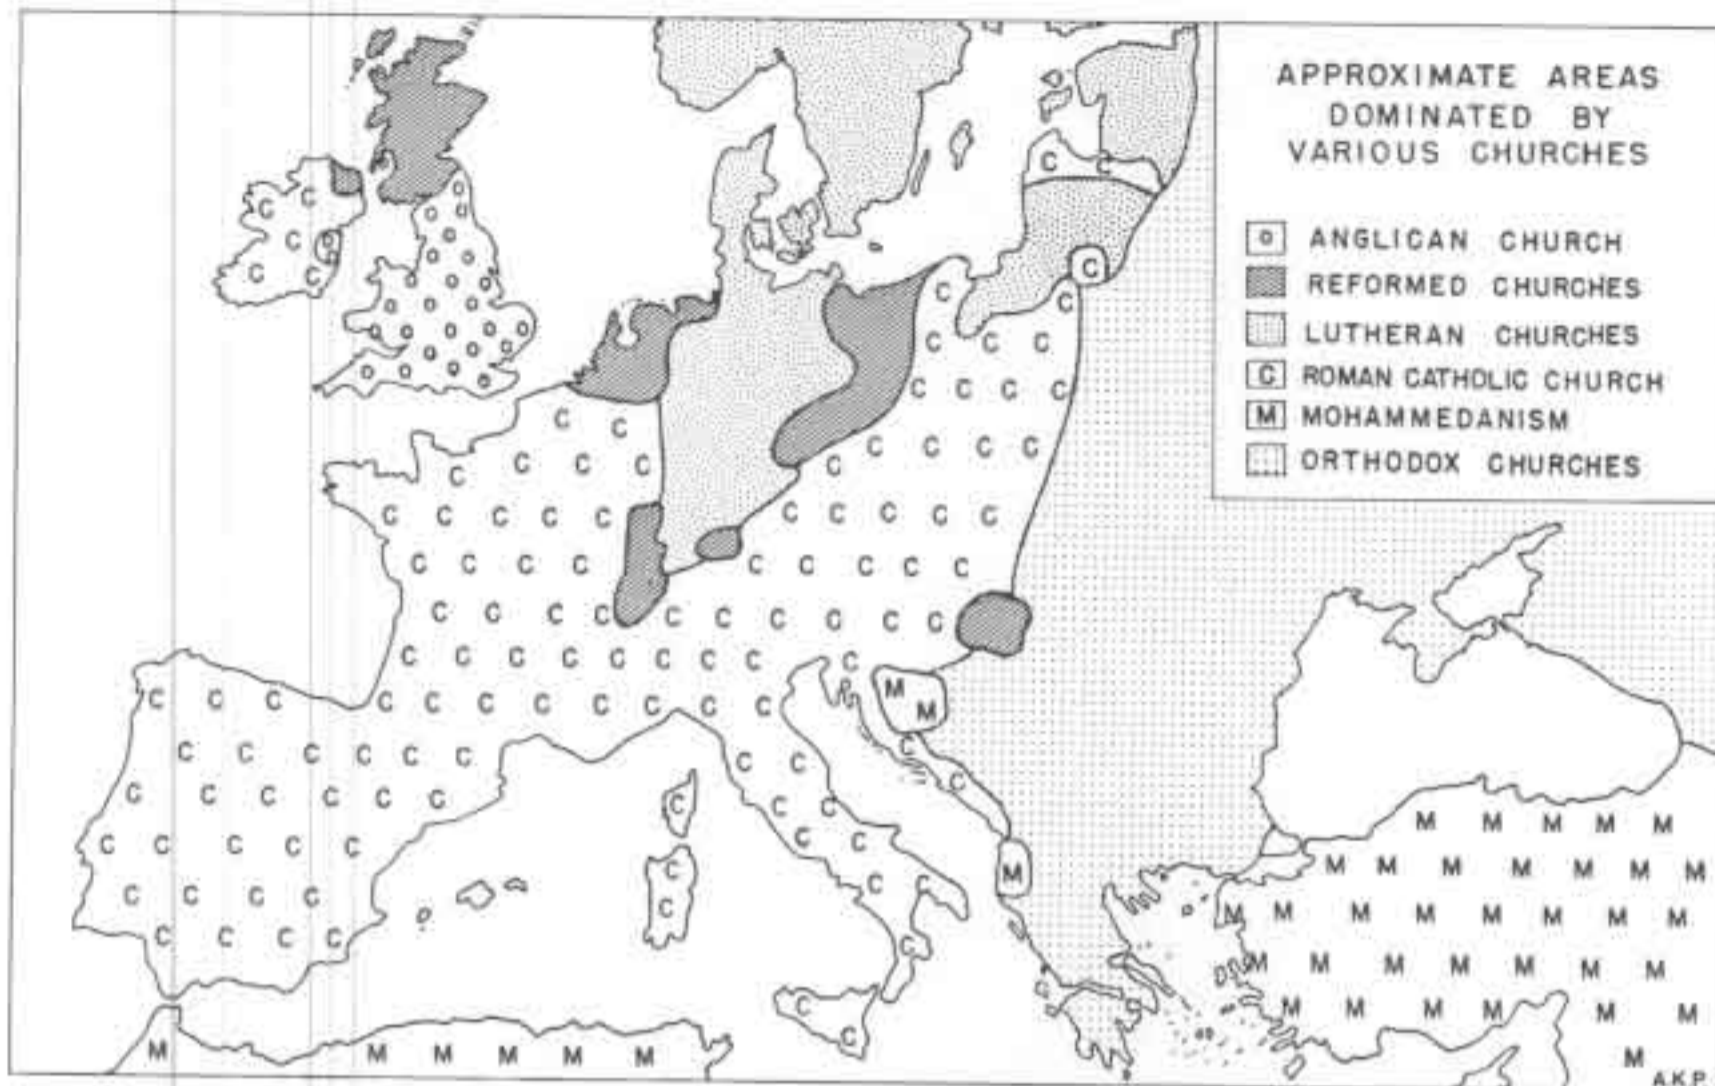 APPROXIMATE AREAS
DOMINATED BY
VARIOUS CHURCHES
O ANGLICAN CHURCH
REFORMED CHURCHES
LUTHERAN CHURCHES
C ROMAN CATHOLIC CHURCH
M MOHAMMEDANISM
ORTHODOX CHURCHES
A.K.P.